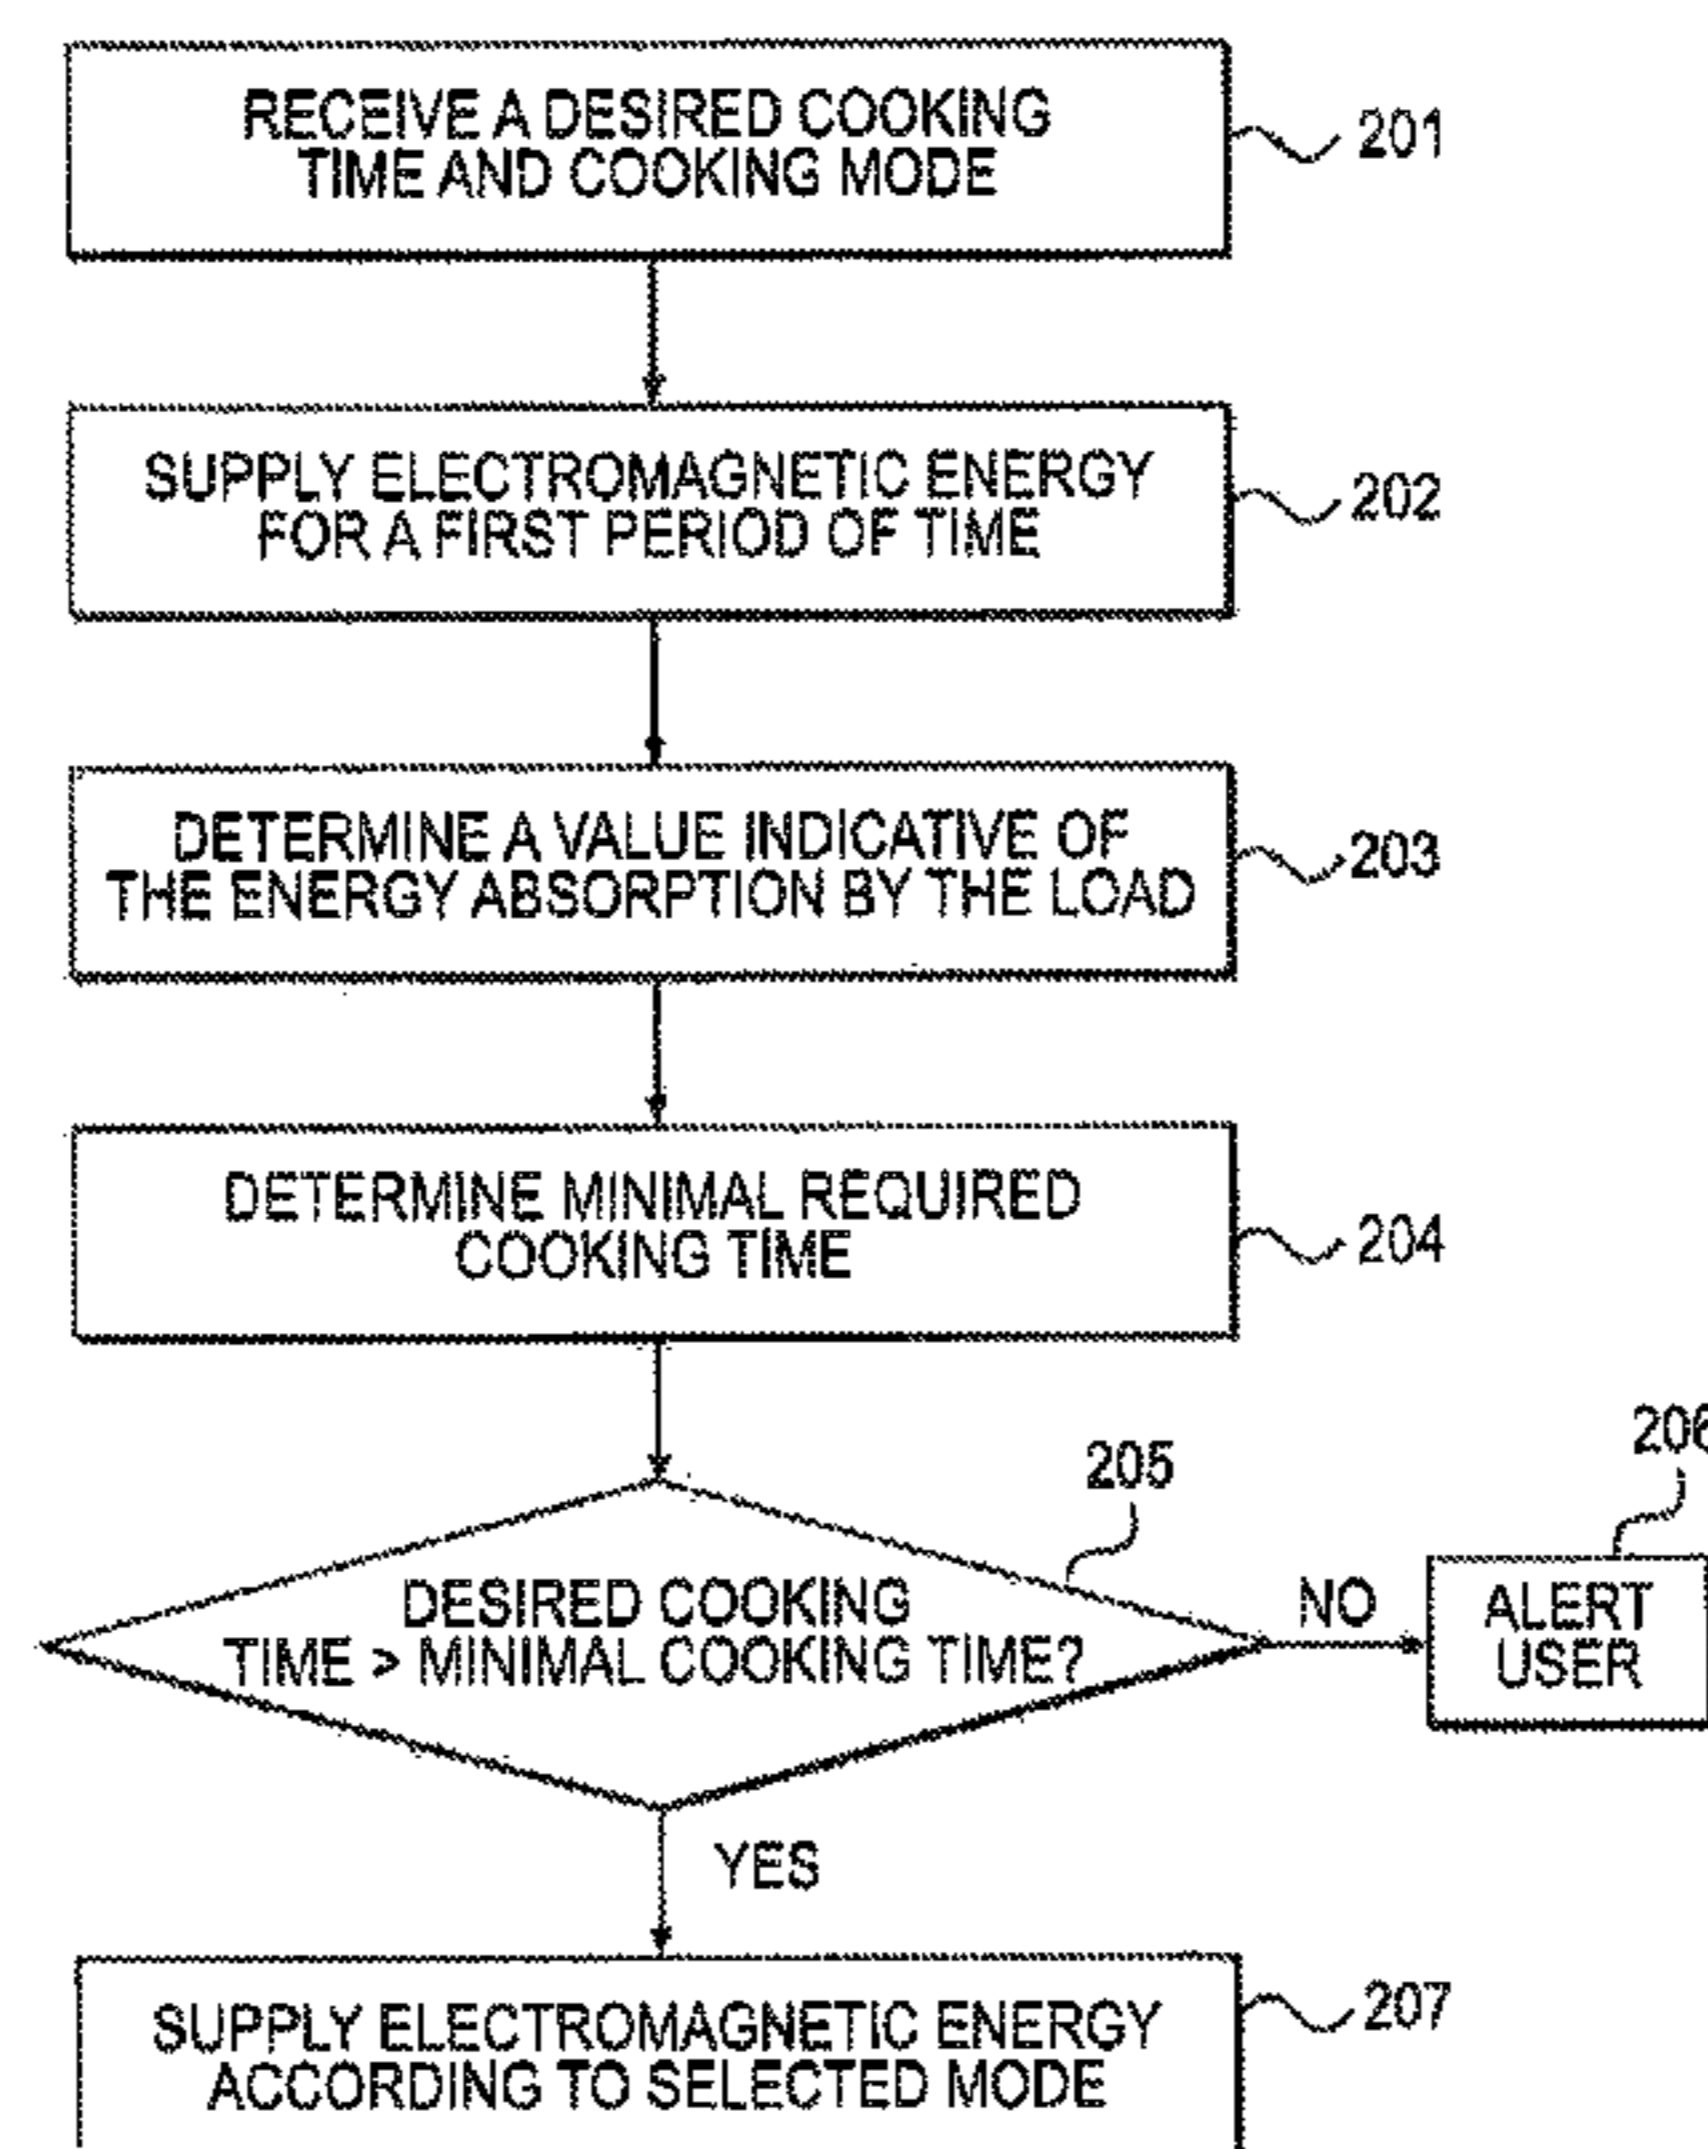 RECEIVE A DESIRED COOKING
TIME AND COOKING MODE
201
SUPPLY ELECTROMAGNETIC ENERGY
FOR A FIRST PERIOD OF TIME
202
DETERMINE A VALUE INDICATIVE OF
THE ENERGY ABSORPTION BY THE LOAD
203
DETERMINE MINIMAL REQUIRED
COOKING TIME
204
205
206
DESIRED COOKING
TIME > MINIMAL COOKING TIME?
NO
ALERT
USER
YES
SUPPLY ELECTROMAGNETIC ENERGY
ACCORDING TO SELECTED MODE
207